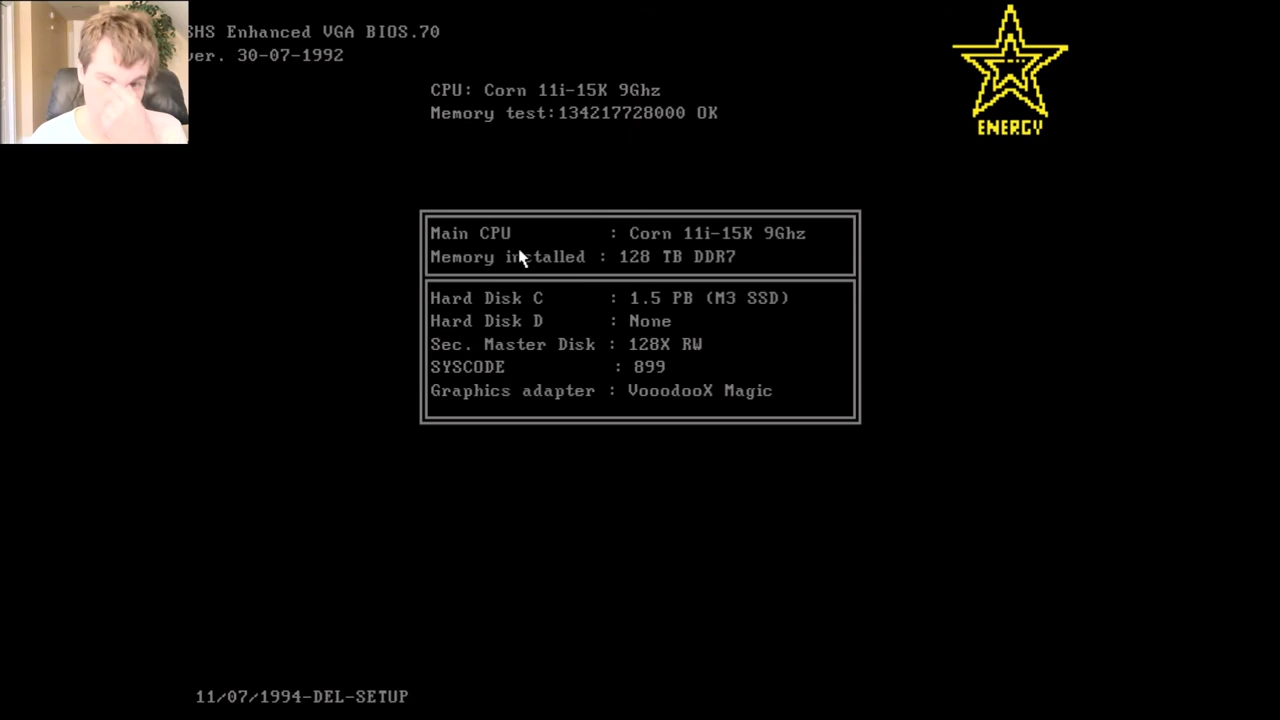 SHS Enhanced VGA BIOS.70
ver. 30-07-1992
ENERGY
CPU: Corn 11i-15K 9Ghz
Memory test:134217728000 OK
Main CPU : Corn 11i-15K 9Ghz
Memory installed : 128 TB DDR7
Hard Disk C : 1.5 PB (M3 SSD)
Hard Disk D : None
Sec. Master Disk : 128X RW
SYSCODE : 899
Graphics adapter : VooodooX Magic
11/07/1994-DEL-SETUP